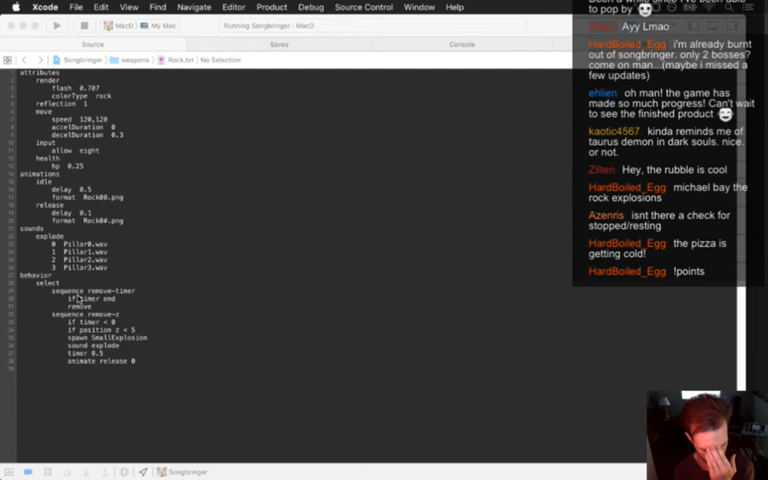 Xcode File Edit View Find Navigate Editor Product Debug Source Control Window Help
MacD My Mac Running Songbringer : MacD
Source Saves Console
Songbringer weapons Rock.txt No Selection
attributes
render
flash 0.707
colorType rock
reflection 1
move
speed 120,120
accelDuration 0
decelDuration 0.3
input
allow eight
health
hp 0.25
animations
idle
delay 0.5
format Rock00.png
release
delay 0.1
format Rock00.png
sounds
explode
0 Pillar0.wav
1 Pillar1.wav
2 Pillar2.wav
3 Pillar3.wav
behavior
select
sequence remove-timer
if timer end
remove
sequence remove-z
if timer < 0
if position z < 5
spawn SmallExplosion
sound explode
timer 0.5
animate release 0
Songbringer
to pop by
Ayy Lmao
HardBoiled_Egg i'm already burnt
out of songbringer. only 2 bosses?
come on man...(maybe i missed a
few updates)
ehlien oh man! the game has
made so much progress! Can't wait
to see the finished product
kaotic4567 kinda reminds me of
taurus demon in dark souls. nice.
or not.
Zilten Hey, the rubble is cool
HardBoiled_Egg michael bay the
rock explosions
Azenris isnt there a check for
stopped/resting
HardBoiled_Egg the pizza is
getting cold!
HardBoiled_Egg !points